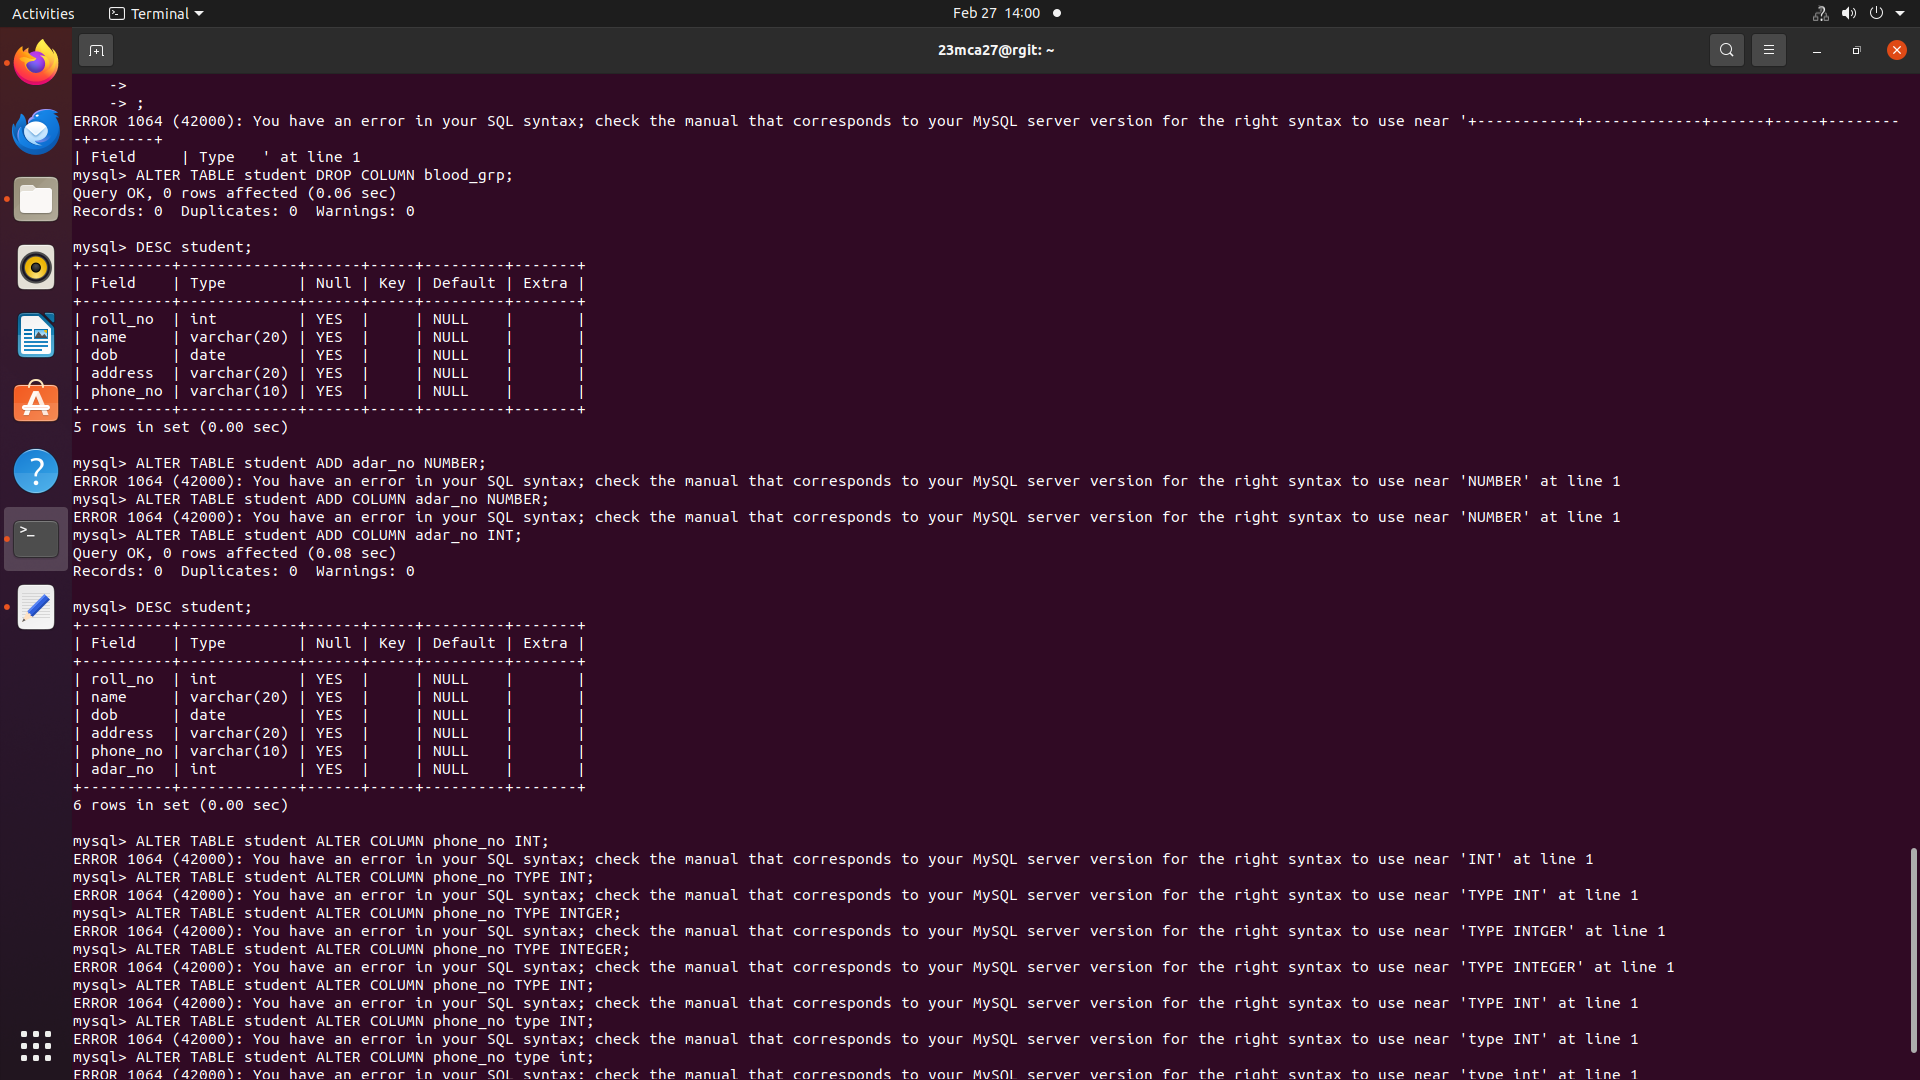 Activities Terminal Feb 27 14:00
23mca27@rgit: ~
->
-> ;
ERROR 1064 (42000): You have an error in your SQL syntax; check the manual that corresponds to your MySQL server version for the right syntax to use near '+-----------+-------------+------+-----+--------
-+-------+
| Field     | Type   ' at line 1
mysql> ALTER TABLE student DROP COLUMN blood_grp;
Query OK, 0 rows affected (0.06 sec)
Records: 0  Duplicates: 0  Warnings: 0
mysql> DESC student;
+----------+-------------+------+-----+---------+-------+
| Field    | Type        | Null | Key | Default | Extra |
+----------+-------------+------+-----+---------+-------+
| roll_no  | int         | YES  |     | NULL    |       |
| name     | varchar(20) | YES  |     | NULL    |       |
| dob      | date        | YES  |     | NULL    |       |
| address  | varchar(20) | YES  |     | NULL    |       |
| phone_no | varchar(10) | YES  |     | NULL    |       |
+----------+-------------+------+-----+---------+-------+
5 rows in set (0.00 sec)
mysql> ALTER TABLE student ADD adar_no NUMBER;
ERROR 1064 (42000): You have an error in your SQL syntax; check the manual that corresponds to your MySQL server version for the right syntax to use near 'NUMBER' at line 1
mysql> ALTER TABLE student ADD COLUMN adar_no NUMBER;
ERROR 1064 (42000): You have an error in your SQL syntax; check the manual that corresponds to your MySQL server version for the right syntax to use near 'NUMBER' at line 1
mysql> ALTER TABLE student ADD COLUMN adar_no INT;
Query OK, 0 rows affected (0.08 sec)
Records: 0  Duplicates: 0  Warnings: 0
mysql> DESC student;
+----------+-------------+------+-----+---------+-------+
| Field    | Type        | Null | Key | Default | Extra |
+----------+-------------+------+-----+---------+-------+
| roll_no  | int         | YES  |     | NULL    |       |
| name     | varchar(20) | YES  |     | NULL    |       |
| dob      | date        | YES  |     | NULL    |       |
| address  | varchar(20) | YES  |     | NULL    |       |
| phone_no | varchar(10) | YES  |     | NULL    |       |
| adar_no  | int         | YES  |     | NULL    |       |
+----------+-------------+------+-----+---------+-------+
6 rows in set (0.00 sec)
mysql> ALTER TABLE student ALTER COLUMN phone_no INT;
ERROR 1064 (42000): You have an error in your SQL syntax; check the manual that corresponds to your MySQL server version for the right syntax to use near 'INT' at line 1
mysql> ALTER TABLE student ALTER COLUMN phone_no TYPE INT;
ERROR 1064 (42000): You have an error in your SQL syntax; check the manual that corresponds to your MySQL server version for the right syntax to use near 'TYPE INT' at line 1
mysql> ALTER TABLE student ALTER COLUMN phone_no TYPE INTGER;
ERROR 1064 (42000): You have an error in your SQL syntax; check the manual that corresponds to your MySQL server version for the right syntax to use near 'TYPE INTGER' at line 1
mysql> ALTER TABLE student ALTER COLUMN phone_no TYPE INTEGER;
ERROR 1064 (42000): You have an error in your SQL syntax; check the manual that corresponds to your MySQL server version for the right syntax to use near 'TYPE INTEGER' at line 1
mysql> ALTER TABLE student ALTER COLUMN phone_no TYPE INT;
ERROR 1064 (42000): You have an error in your SQL syntax; check the manual that corresponds to your MySQL server version for the right syntax to use near 'TYPE INT' at line 1
mysql> ALTER TABLE student ALTER COLUMN phone_no type INT;
ERROR 1064 (42000): You have an error in your SQL syntax; check the manual that corresponds to your MySQL server version for the right syntax to use near 'type INT' at line 1
mysql> ALTER TABLE student ALTER COLUMN phone_no type int;
ERROR 1064 (42000): You have an error in your SQL syntax; check the manual that corresponds to your MySQL server version for the right syntax to use near 'type int' at line 1